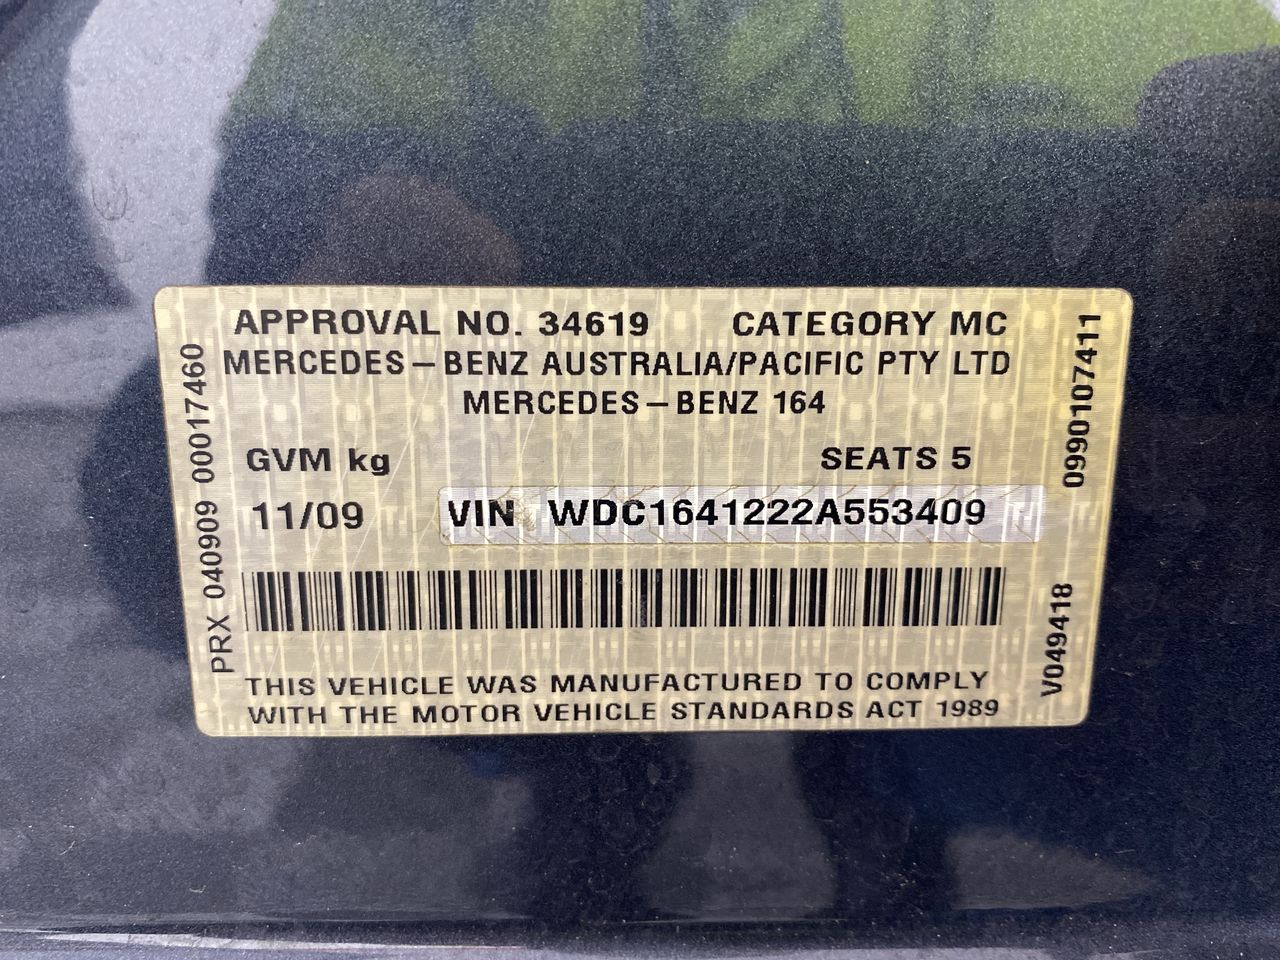 APPROVAL NO. 34619 CATEGORY MC
MERCEDES-BENZ AUSTRALIA/PACIFIC PTY LTD
MERCEDES-BENZ 164
GVM kg SEATS 5
11/09 VIN WDC1641222A553409
THIS VEHICLE WAS MANUFACTURED TO COMPLY
WITH THE MOTOR VEHICLE STANDARDS ACT 1989
PRX 040909 00017460
0990107411
V049418